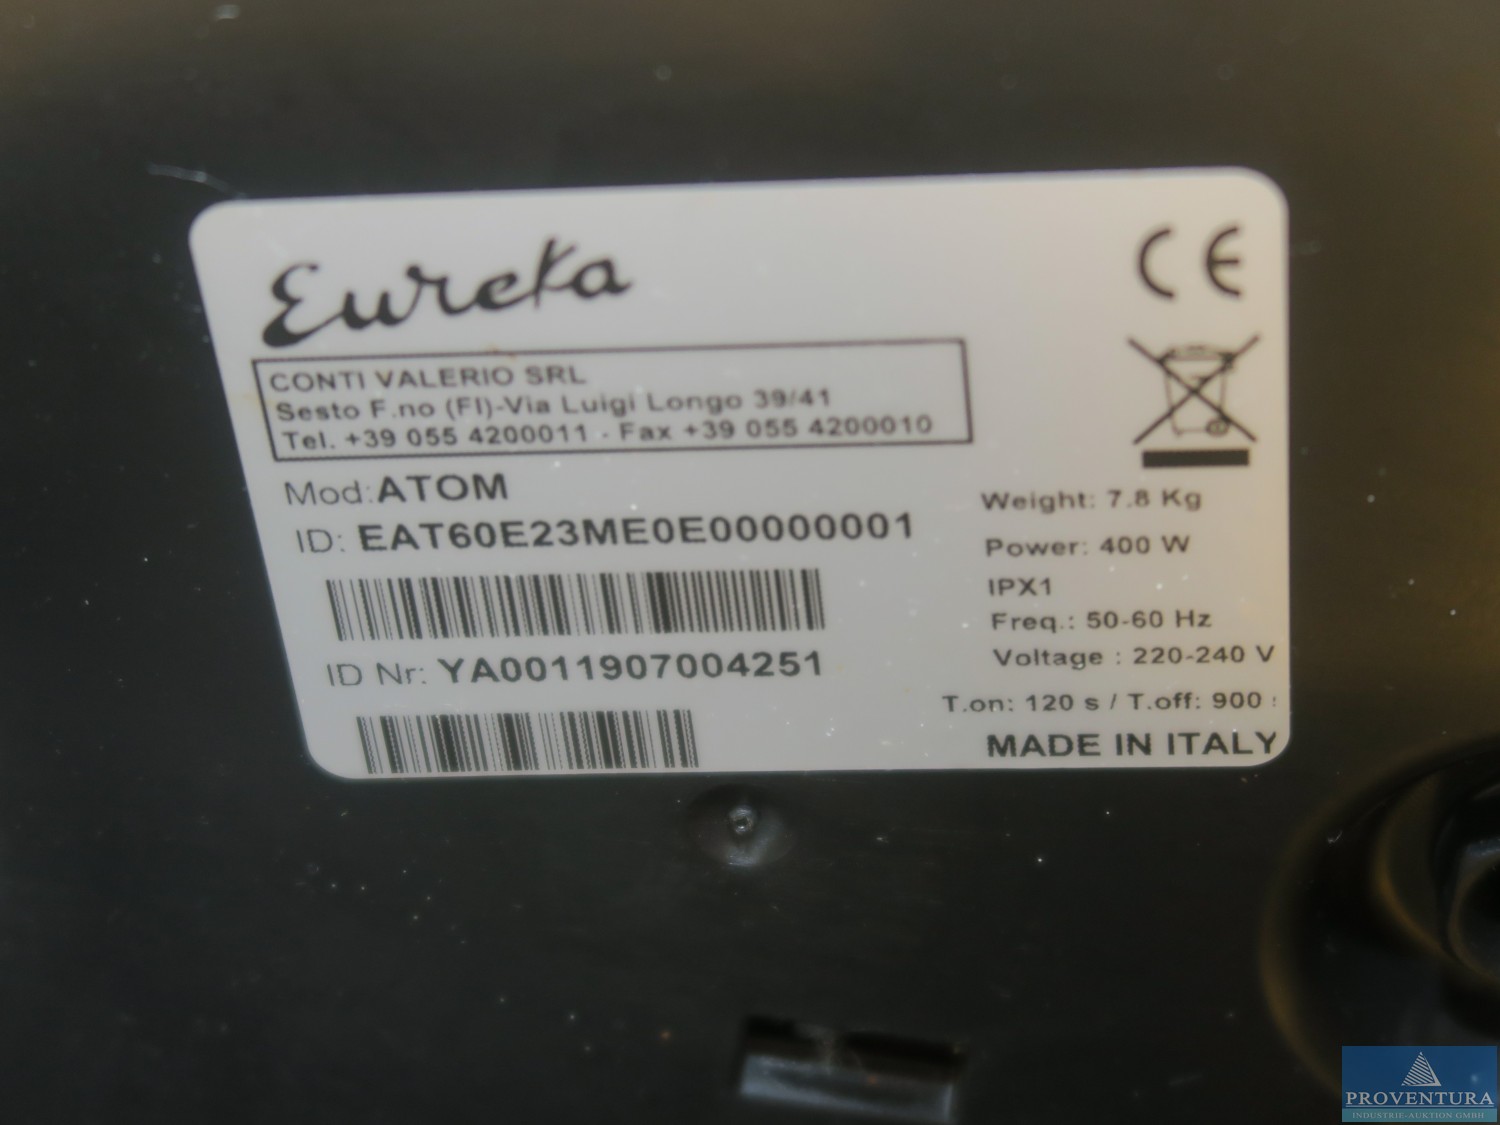 Eureka
CE
CONTI VALERIO SRL
Sesto F.no (FI)-Via Luigi Longo 39/41
Tel. +39 055 4200011 - Fax +39 055 4200010
Mod:ATOM
ID: EAT60E23ME0E00000001
ID Nr: YA0011907004251
Weight: 7.8 Kg
Power: 400 W
IPX1
Freq.: 50-60 Hz
Voltage : 220-240 V
T.on: 120 s / T.off: 900 s
MADE IN ITALY
PROVENTURA
INDUSTRIE-AUKTION GMBH